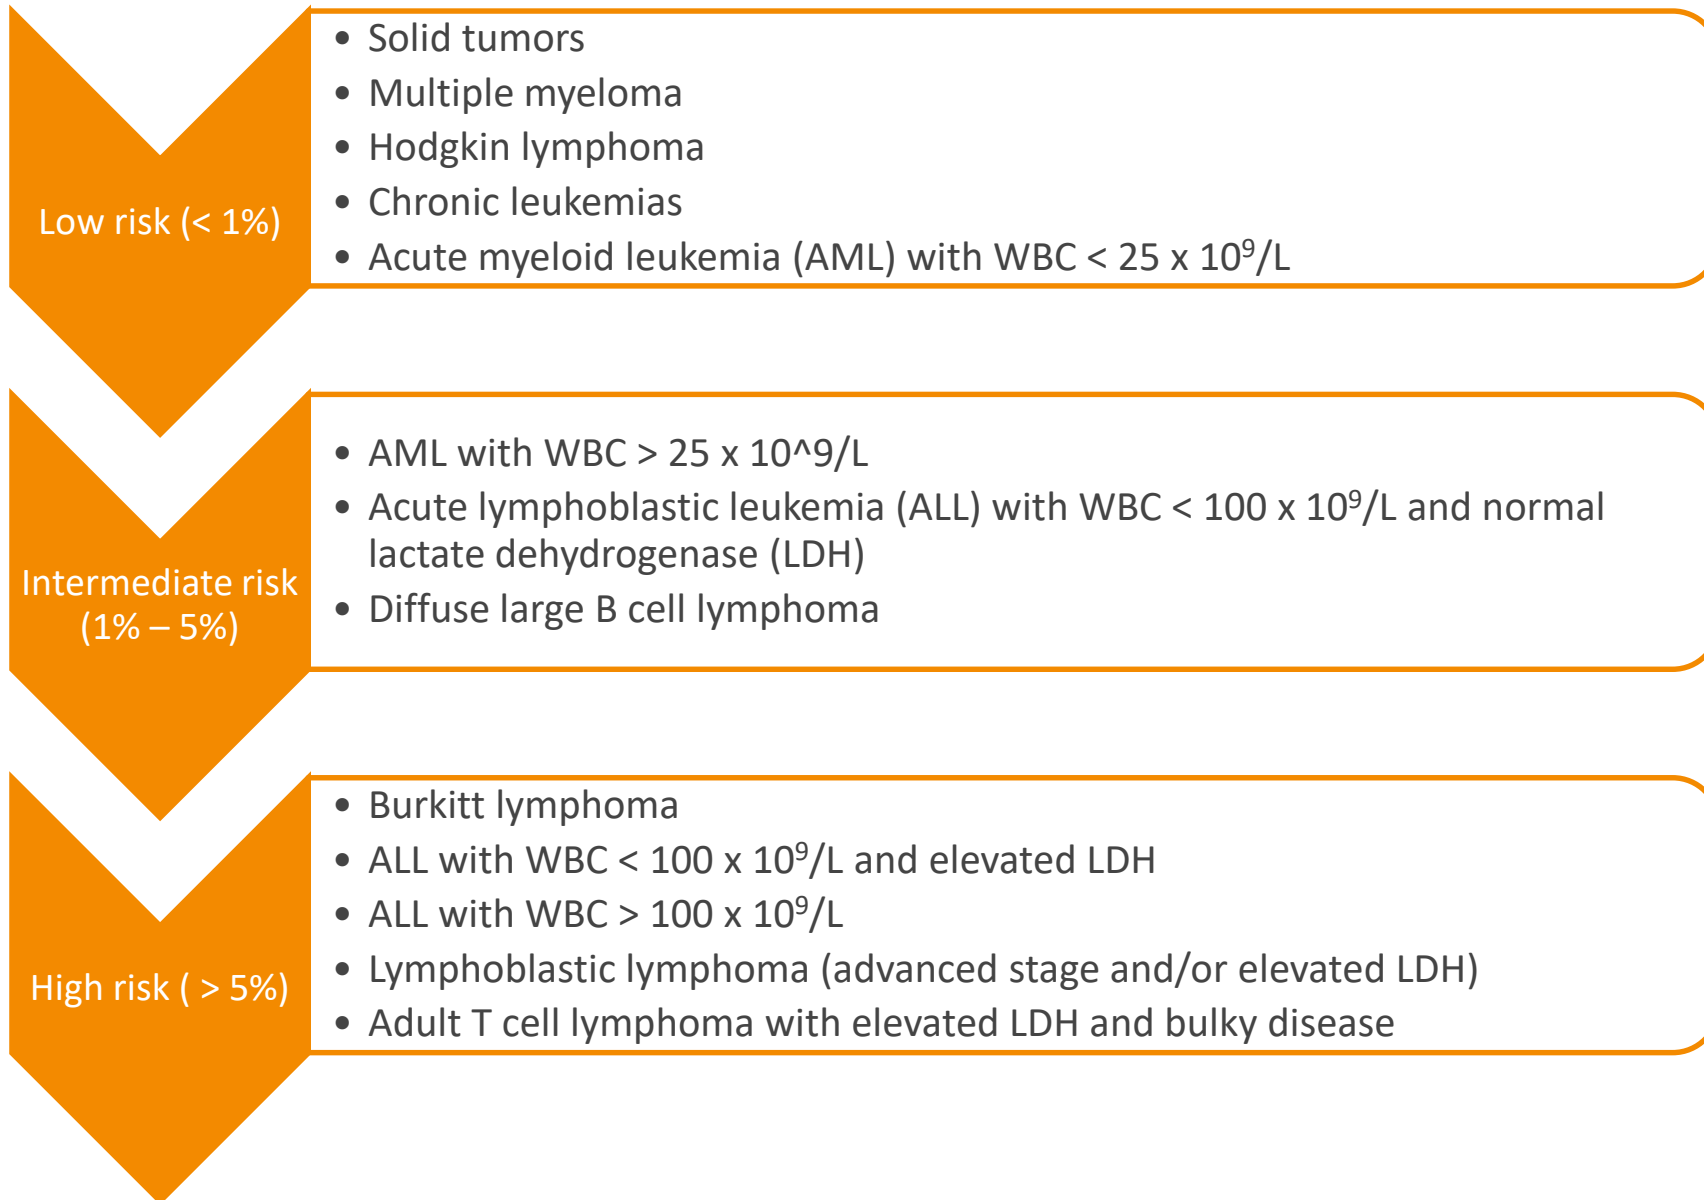 Low risk (< 1%)
• Solid tumors
• Multiple myeloma
• Hodgkin lymphoma
• Chronic leukemias
• Acute myeloid leukemia (AML) with WBC < 25 x 10⁹/L
Intermediate risk
(1% – 5%)
• AML with WBC > 25 x 10^9/L
• Acute lymphoblastic leukemia (ALL) with WBC < 100 x 10⁹/L and normal
lactate dehydrogenase (LDH)
• Diffuse large B cell lymphoma
High risk ( > 5%)
• Burkitt lymphoma
• ALL with WBC < 100 x 10⁹/L and elevated LDH
• ALL with WBC > 100 x 10⁹/L
• Lymphoblastic lymphoma (advanced stage and/or elevated LDH)
• Adult T cell lymphoma with elevated LDH and bulky disease